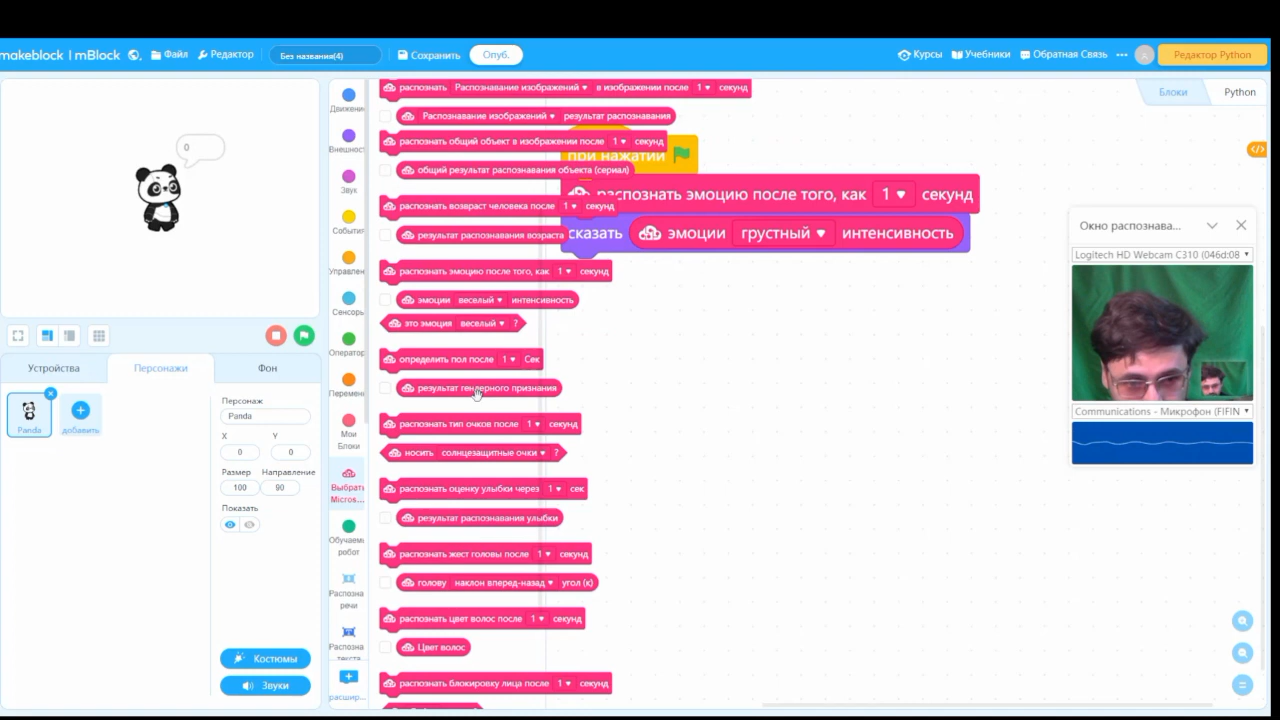 makeblock | mBlock Файл Редактор Без названия(4) Сохранить Опуб. Курсы Учебники Обратная Связь ••• Редактор Python
Блоки Python
0
Движени
Внешност
Звук
События
Управлен
Сенсоры
Оператор
Перемен
Мои
Блоки
Выбрать
Micros...
Обучаемы
робот
Распозна
речи
Распозна
текста
расшир...
распознать Распознавание изображений ▾ в изображении после 1 ▾ секунд
Распознавание изображений ▾ результат распознавания
распознать общий объект в изображении после 1 ▾ секунд
общий результат распознавания объекта (сериал)
распознать возраст человека после 1 ▾ секунд
результат распознавания возраста
распознать эмоцию после того, как 1 ▾ секунд
эмоции веселый ▾ интенсивность
это эмоция веселый ▾ ?
определить пол после 1 ▾ Сек
результат гендерного признания
распознать тип очков после 1 ▾ секунд
носить солнцезащитные очки ▾ ?
распознать оценку улыбки через 1 ▾ сек
результат распознавания улыбки
распознать жест головы после 1 ▾ секунд
голову наклон вперед-назад ▾ угол (к)
распознать цвет волос после 1 ▾ секунд
Цвет волос
распознать блокировку лица после 1 ▾ секунд
при нажатии
распознать эмоцию после того, как 1 ▾ секунд
сказать эмоции грустный ▾ интенсивность
Окно распознава...
Logitech HD Webcam C310 (046d:08
Communications - Микрофон (FIFIN
Устройства Персонажи Фон
Panda
добавить
Персонаж
Panda
X Y
0 0
Размер Направление
100 90
Показать
Костюмы
Звуки